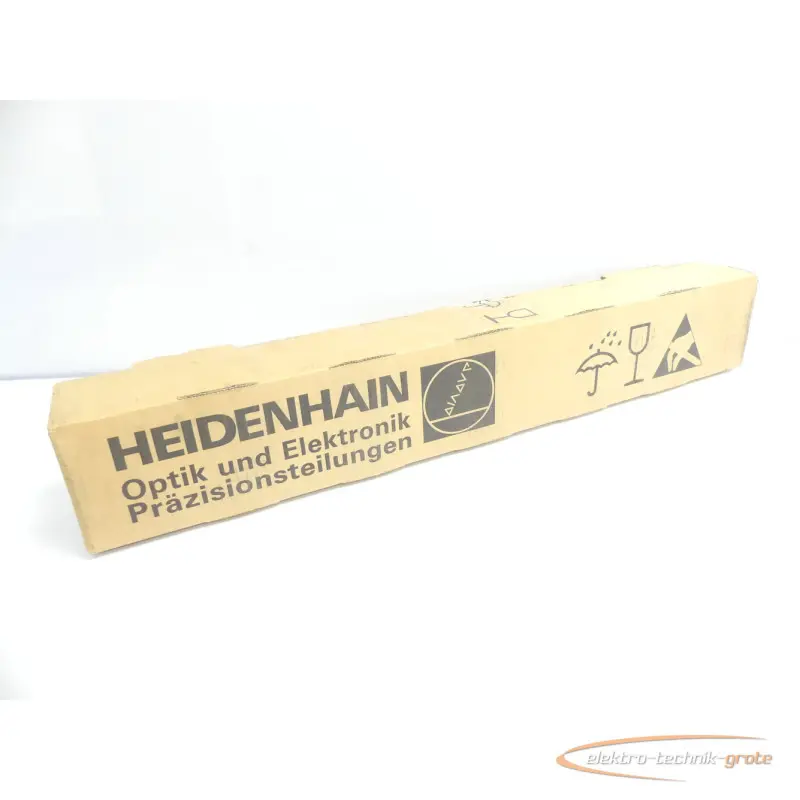 HEIDENHAIN
Optik und Elektronik
Präzisionsteilungen
elektro-technik-grote